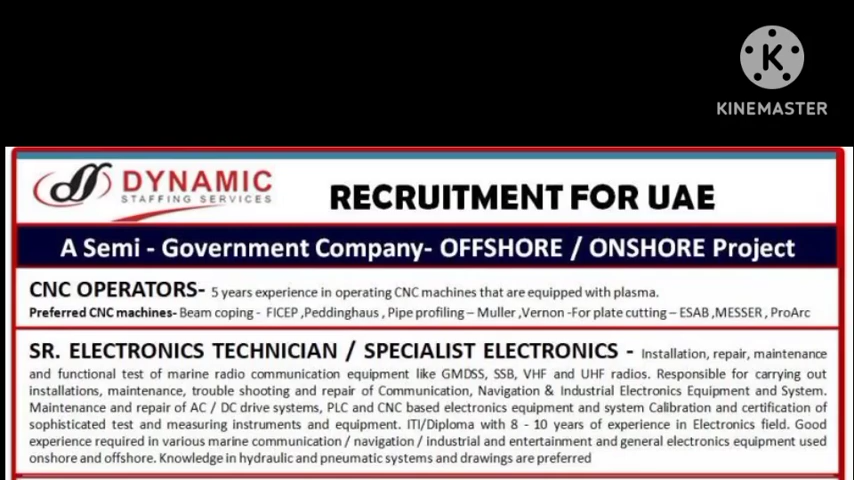 KINEMASTER
DYNAMIC
STAFFING SERVICES
RECRUITMENT FOR UAE
A Semi - Government Company- OFFSHORE / ONSHORE Project
CNC OPERATORS- 5 years experience in operating CNC machines that are equipped with plasma.
Preferred CNC machines- Beam coping - FICEP ,Peddinghaus , Pipe profiling – Muller ,Vernon -For plate cutting – ESAB ,MESSER , ProArc
SR. ELECTRONICS TECHNICIAN / SPECIALIST ELECTRONICS - Installation, repair, maintenance
and functional test of marine radio communication equipment like GMDSS, SSB, VHF and UHF radios. Responsible for carrying out
installations, maintenance, trouble shooting and repair of Communication, Navigation & Industrial Electronics Equipment and System.
Maintenance and repair of AC / DC drive systems, PLC and CNC based electronics equipment and system Calibration and certification of
sophisticated test and measuring instruments and equipment. ITI/Diploma with 8 - 10 years of experience in Electronics field. Good
experience required in various marine communication / navigation / industrial and entertainment and general electronics equipment used
onshore and offshore. Knowledge in hydraulic and pneumatic systems and drawings are preferred